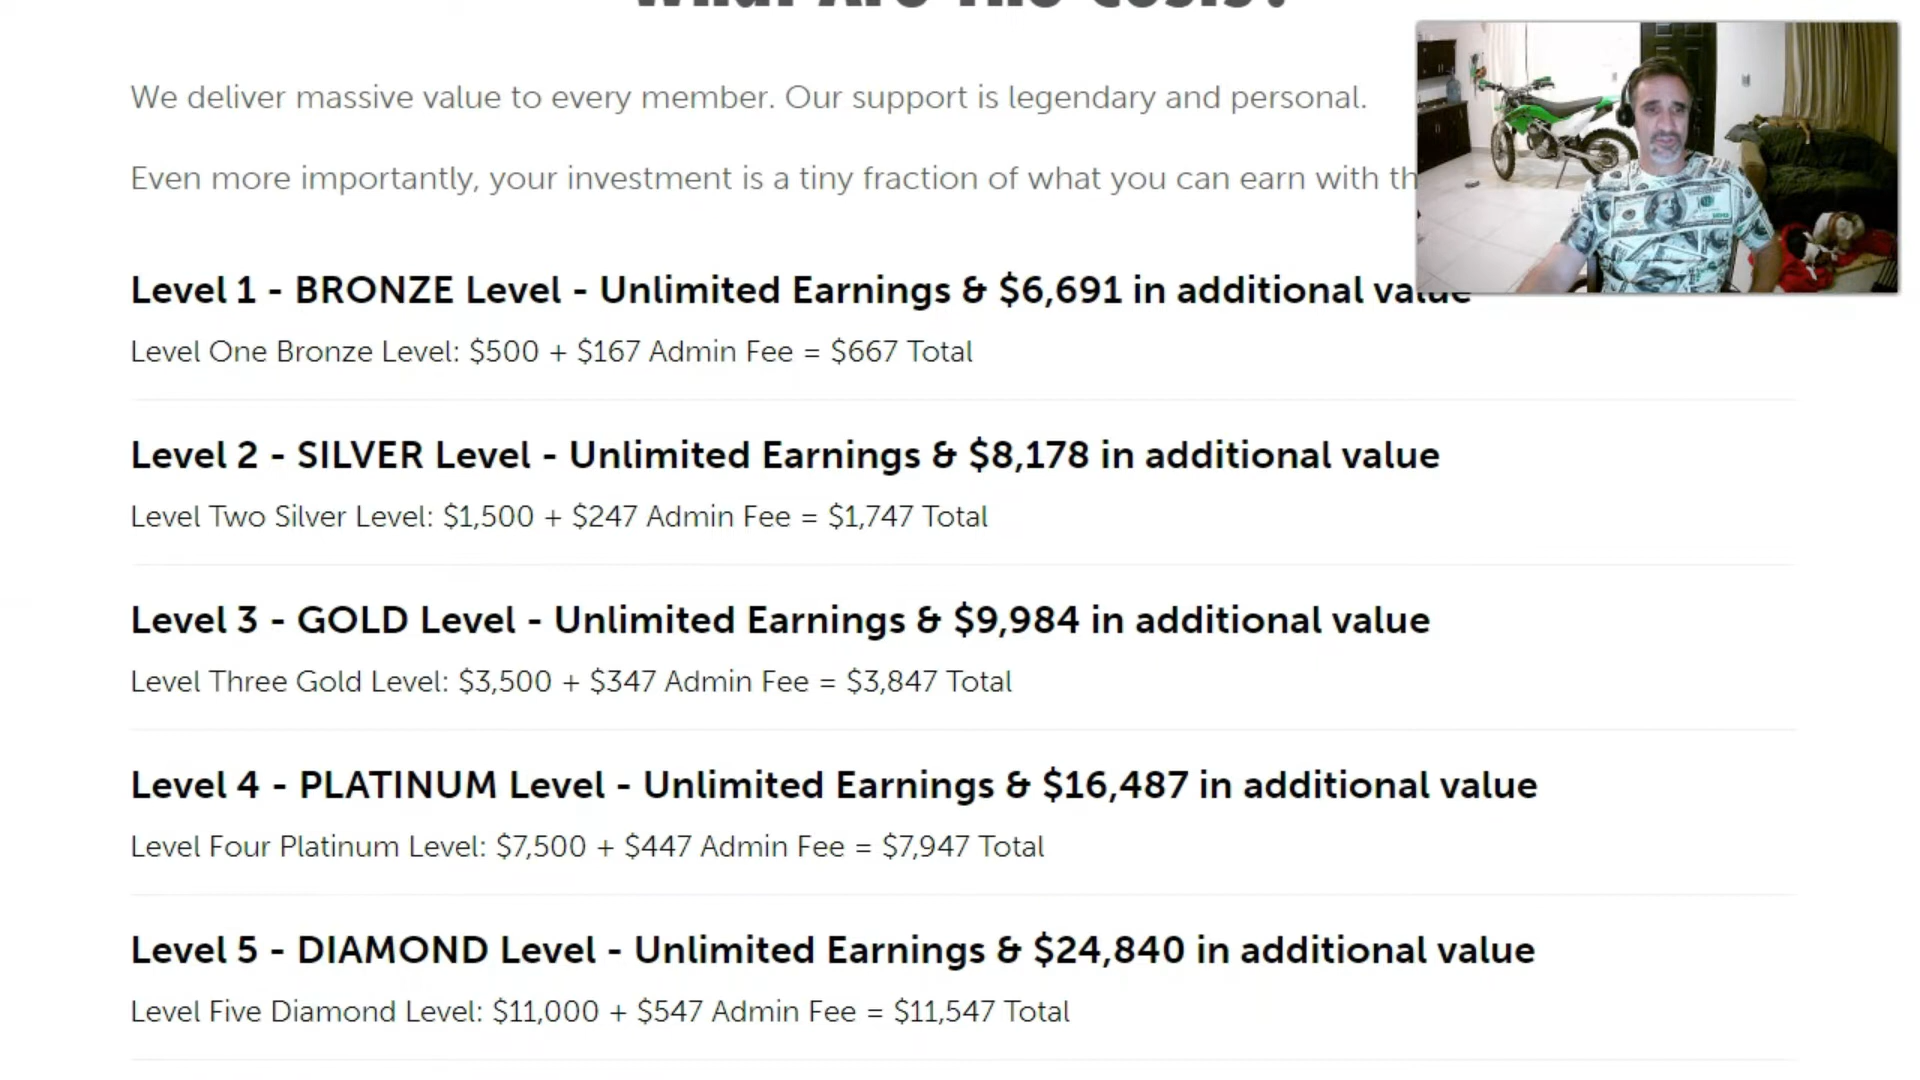 What Are The Costs?
We deliver massive value to every member. Our support is legendary and personal.
Even more importantly, your investment is a tiny fraction of what you can earn with th
Level 1 - BRONZE Level - Unlimited Earnings & $6,691 in additional value
Level One Bronze Level: $500 + $167 Admin Fee = $667 Total
Level 2 - SILVER Level - Unlimited Earnings & $8,178 in additional value
Level Two Silver Level: $1,500 + $247 Admin Fee = $1,747 Total
Level 3 - GOLD Level - Unlimited Earnings & $9,984 in additional value
Level Three Gold Level: $3,500 + $347 Admin Fee = $3,847 Total
Level 4 - PLATINUM Level - Unlimited Earnings & $16,487 in additional value
Level Four Platinum Level: $7,500 + $447 Admin Fee = $7,947 Total
Level 5 - DIAMOND Level - Unlimited Earnings & $24,840 in additional value
Level Five Diamond Level: $11,000 + $547 Admin Fee = $11,547 Total